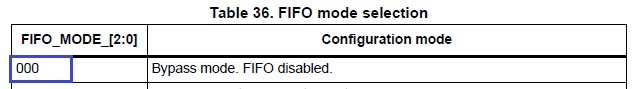 Table 36. FIFO mode selection
FIFO_MODE_[2:0] Configuration mode
000 Bypass mode. FIFO disabled.